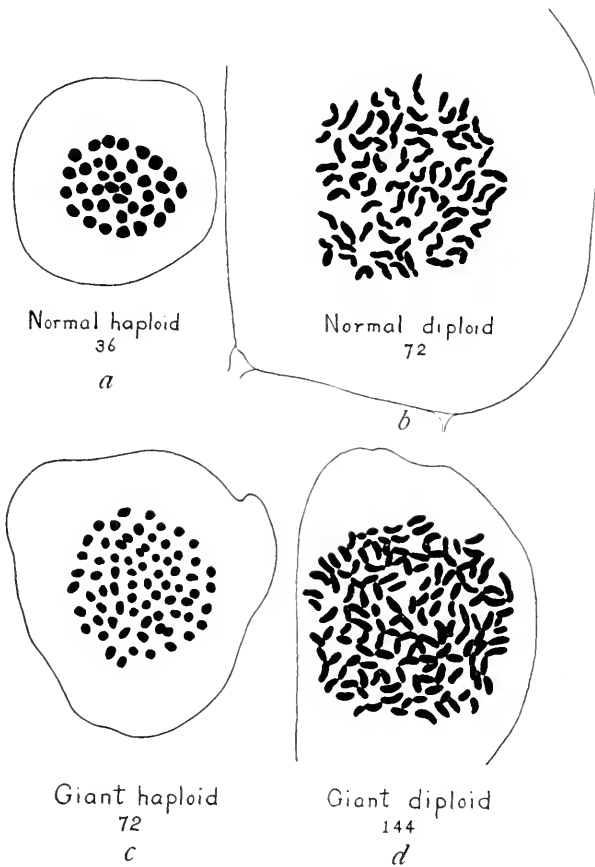 Normal haploid
36
a
Normal diploid
72
b
Giant haploid
72
c
Giant diploid
144
d